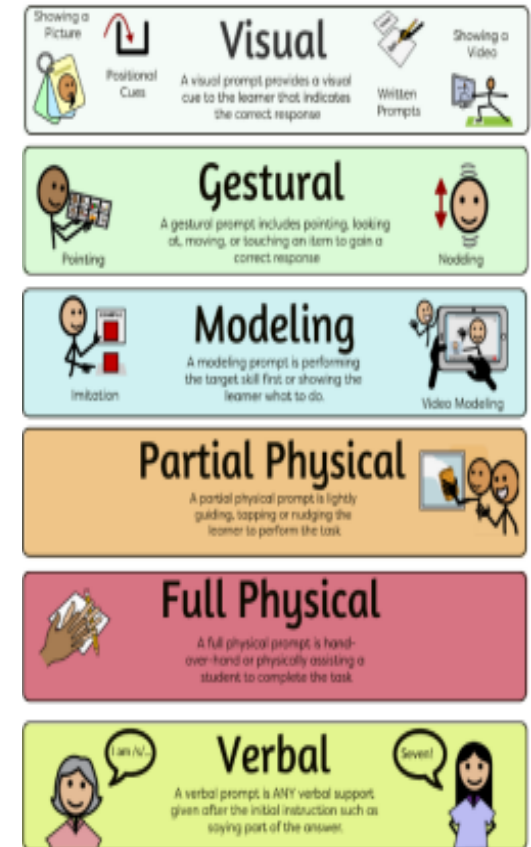 Showing a
Picture
Positional
Cues
Visual
A visual prompt provides a visual
cue to the learner that indicates
the correct response
Written
Prompts
Showing a
Video
Gestural
A gestural prompt includes pointing, looking
at, moving, or touching an item to gain a
correct response
Pointing
Nodding
Modeling
A modeling prompt is performing
the target skill first or showing the
learner what to do.
Imitation
Video Modeling
Partial Physical
A partial physical prompt is lightly
guiding, tapping or nudging the
learner to perform the task
Full Physical
A full physical prompt is hand-
over-hand or physically assisting a
student to complete the task
I am /s/...
Verbal
Seven!
A verbal prompt is ANY verbal support
given after the initial instruction such as
saying part of the answer.